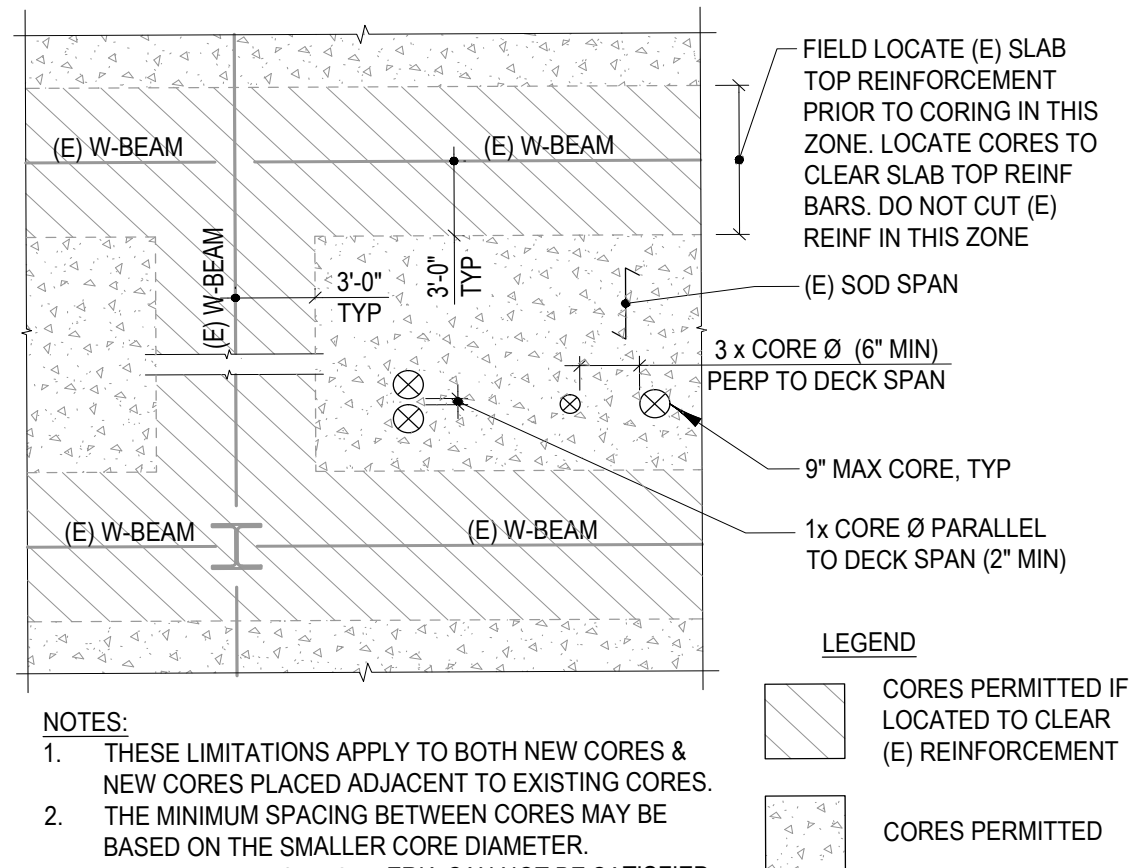 FIELD LOCATE (E) SLAB
TOP REINFORCEMENT
PRIOR TO CORING IN THIS
ZONE. LOCATE CORES TO
CLEAR SLAB TOP REINF
BARS. DO NOT CUT (E)
REINF IN THIS ZONE
(E) W-BEAM
(E) W-BEAM
(E) W-BEAM
3'-0"
TYP
3'-0"
TYP
(E) SOD SPAN
3 x CORE Ø (6" MIN)
PERP TO DECK SPAN
9" MAX CORE, TYP
1x CORE Ø PARALLEL
TO DECK SPAN (2" MIN)
(E) W-BEAM
(E) W-BEAM
LEGEND
CORES PERMITTED IF
LOCATED TO CLEAR
(E) REINFORCEMENT
CORES PERMITTED
NOTES:
1. THESE LIMITATIONS APPLY TO BOTH NEW CORES &
NEW CORES PLACED ADJACENT TO EXISTING CORES.
2. THE MINIMUM SPACING BETWEEN CORES MAY BE
BASED ON THE SMALLER CORE DIAMETER.